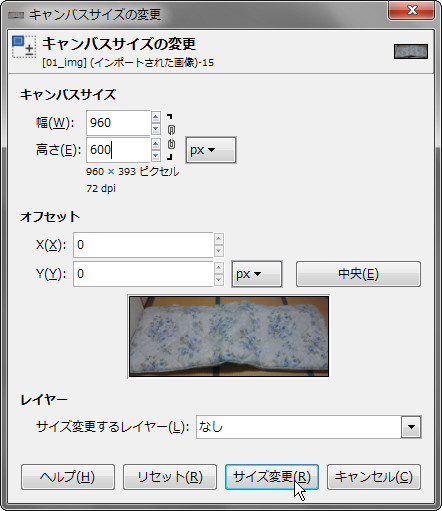 キャンバスサイズの変更
キャンバスサイズの変更
[01_img] (インポートされた画像)-15
キャンバスサイズ
幅(W): 960
高さ(E): 600 px
960 × 393 ピクセル
72 dpi
オフセット
X(X): 0
Y(Y): 0 px 中央(E)
レイヤー
サイズ変更するレイヤー(L): なし
ヘルプ(H) リセット(R) サイズ変更(R) キャンセル(C)